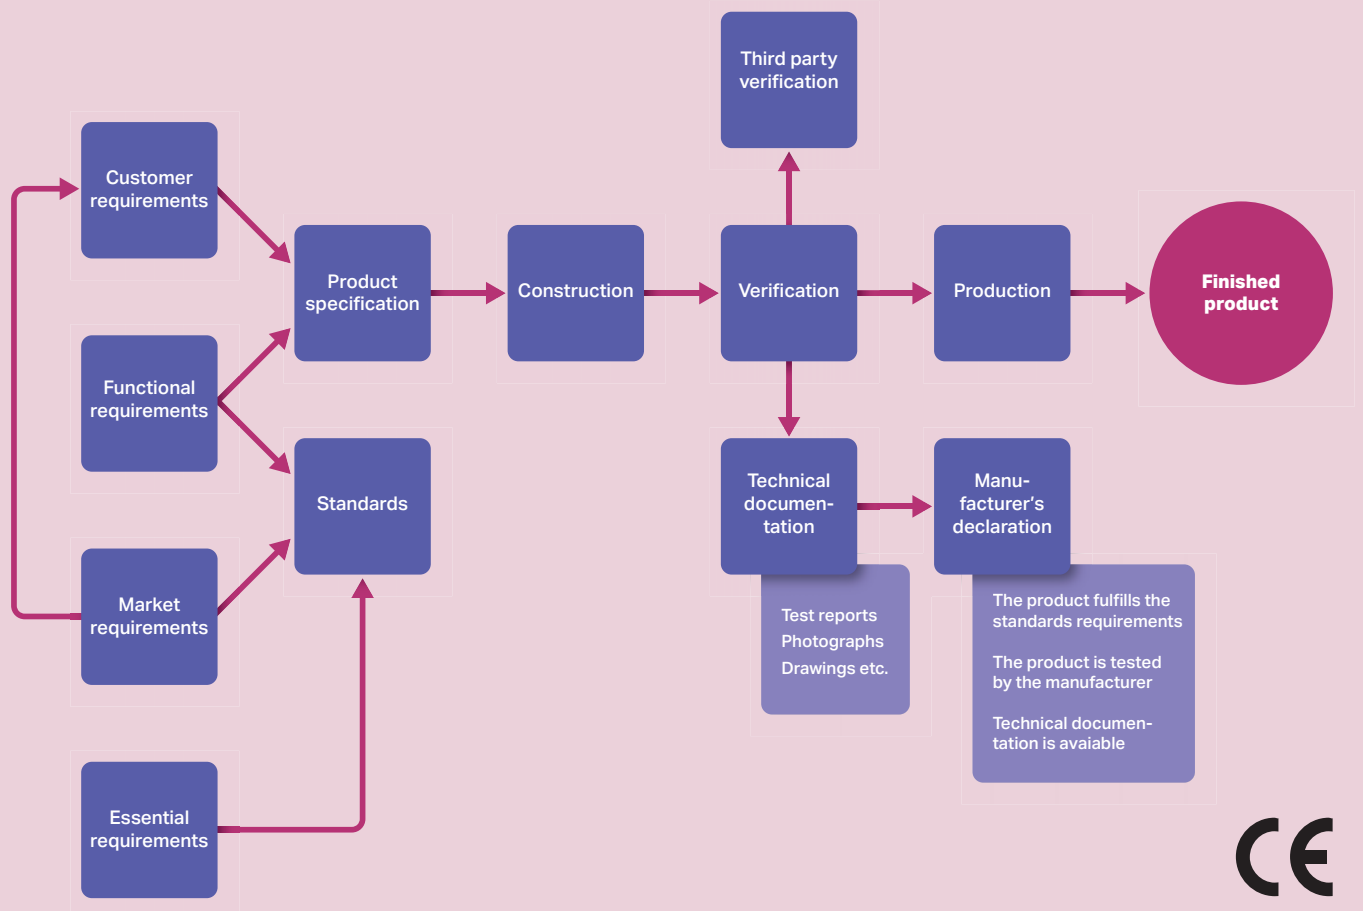 Third party
verification
Customer
requirements
Product
specification
Construction
Verification
Production
Finished
product
Functional
requirements
Standards
Technical
documen-
tation
Manu-
facturer's
declaration
Market
requirements
Test reports
Photographs
Drawings etc.
The product fulfills the
standards requirements
The product is tested
by the manufacturer
Technical documen-
tation is avaiable
Essential
requirements
CE